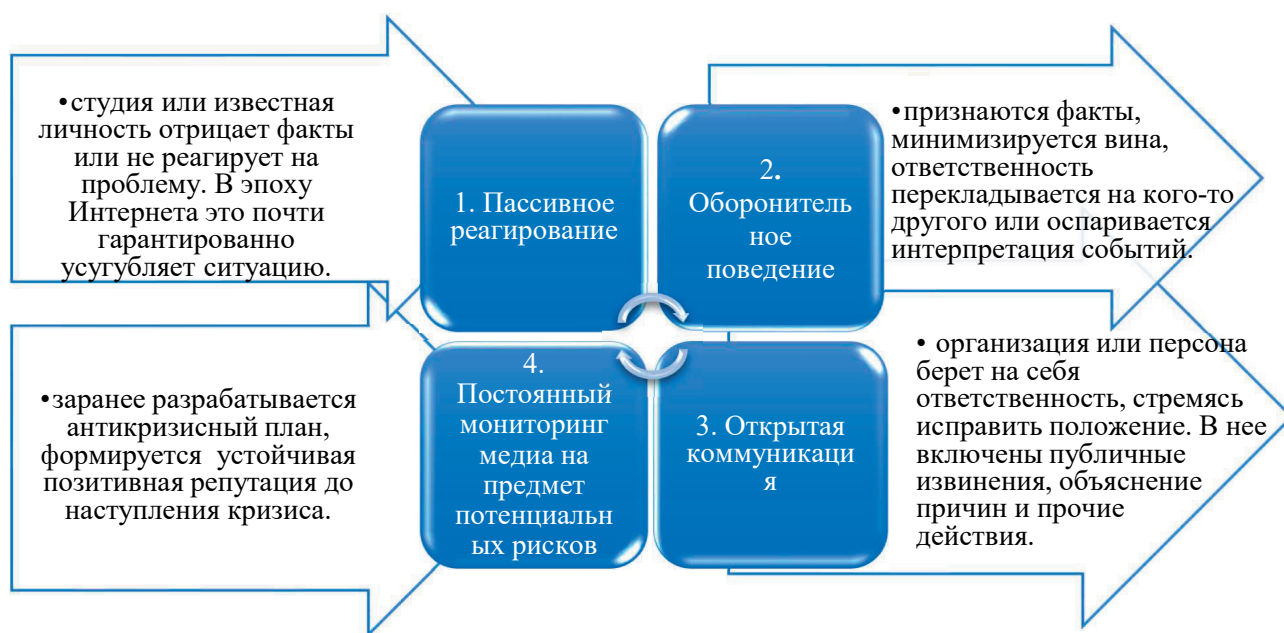 •студия или известная
личность отрицает факты
или не реагирует на
проблему. В эпоху
Интернета это почти
гарантированно
усугубляет ситуацию.
1. Пассивное
реагирование
2.
Оборонитель
ное
поведение
•признаются факты,
минимизируется вина,
ответственность
перекладывается на кого-то
другого или оспаривается
интерпретация событий.
•заранее разрабатывается
антикризисный план,
формируется устойчивая
позитивная репутация до
наступления кризиса.
4.
Постоянный
мониторинг
медиа на
предмет
потенциальн
ых рисков
3. Открытая
коммуникаци
я
• организация или персона
берет на себя
ответственность, стремясь
исправить положение. В нее
включены публичные
извинения, объяснение
причин и прочие
действия.